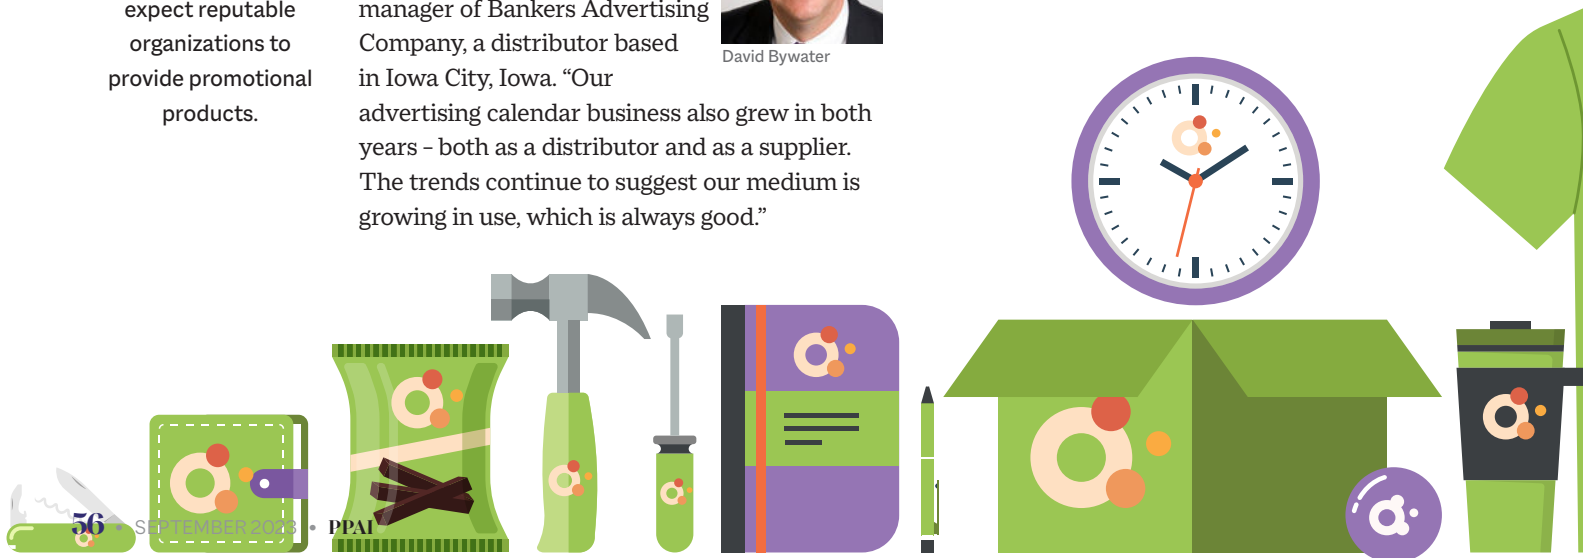 expect reputable
organizations to
provide promotional
products.
manager of Bankers Advertising
Company, a distributor based
in Iowa City, Iowa. “Our
advertising calendar business also grew in both
years – both as a distributor and as a supplier.
The trends continue to suggest our medium is
growing in use, which is always good.”
David Bywater
56 • SEPTEMBER 2023 • PPAI